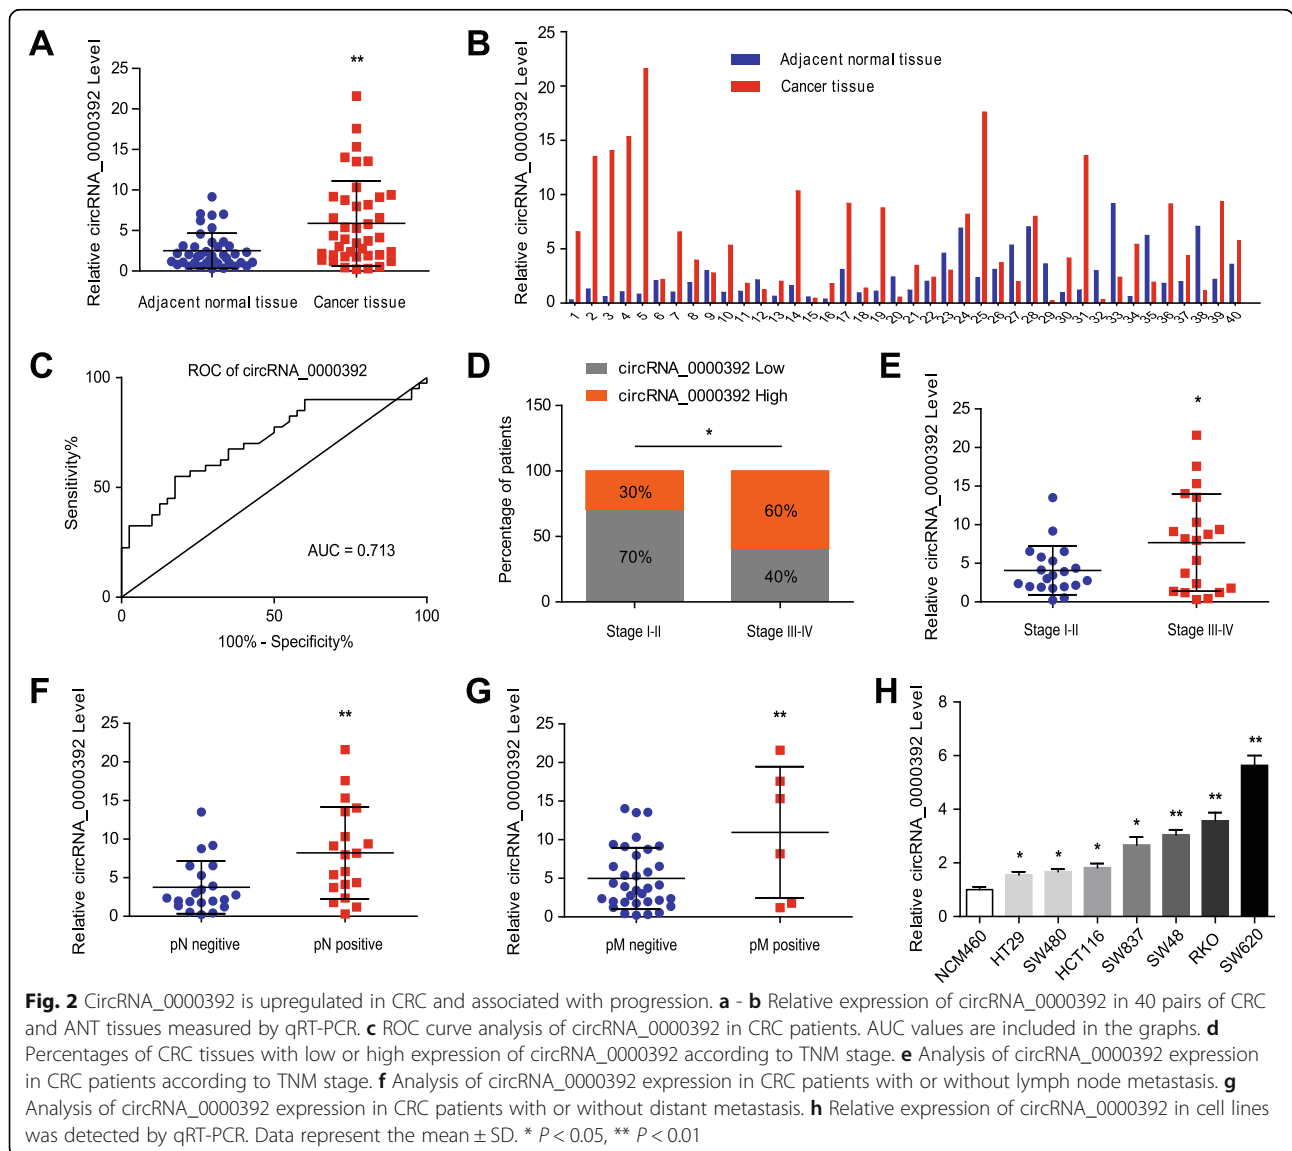 A
Relative circRNA_0000392 Level
25
20
15
10
5
0
**
Adjacent normal tissue
Cancer tissue
B
Relative circRNA_0000392 Level
25
20
15
10
5
0
Adjacent normal tissue
Cancer tissue
1 2 3 4 5 6 7 8 9 10 11 12 13 14 15 16 17 18 19 20 21 22 23 24 25 26 27 28 29 30 31 32 33 34 35 36 37 38 39 40
C
ROC of circRNA_0000392
Sensitivity%
100
50
0
AUC = 0.713
0 50 100
100% - Specificity%
D
circRNA_0000392 Low
circRNA_0000392 High
Percentage of patients
150
100
50
0
*
30%
70%
60%
40%
Stage I-II
Stage III-IV
E
Relative circRNA_0000392 Level
25
20
15
10
5
0
*
Stage I-II
Stage III-IV
F
Relative circRNA_0000392 Level
25
20
15
10
5
0
**
pN negitive
pN positive
G
Relative circRNA_0000392 Level
25
20
15
10
5
0
**
pM negitive
pM positive
H
Relative circRNA_0000392 Level
8
6
4
2
0
* * * * ** ** **
NCM460 HT29 SW480 HCT116 SW837 SW48 RKO SW620
Fig. 2 CircRNA_0000392 is upregulated in CRC and associated with progression. a - b Relative expression of circRNA_0000392 in 40 pairs of CRC
and ANT tissues measured by qRT-PCR. c ROC curve analysis of circRNA_0000392 in CRC patients. AUC values are included in the graphs. d
Percentages of CRC tissues with low or high expression of circRNA_0000392 according to TNM stage. e Analysis of circRNA_0000392 expression
in CRC patients according to TNM stage. f Analysis of circRNA_0000392 expression in CRC patients with or without lymph node metastasis. g
Analysis of circRNA_0000392 expression in CRC patients with or without distant metastasis. h Relative expression of circRNA_0000392 in cell lines
was detected by qRT-PCR. Data represent the mean ± SD. * P < 0.05, ** P < 0.01